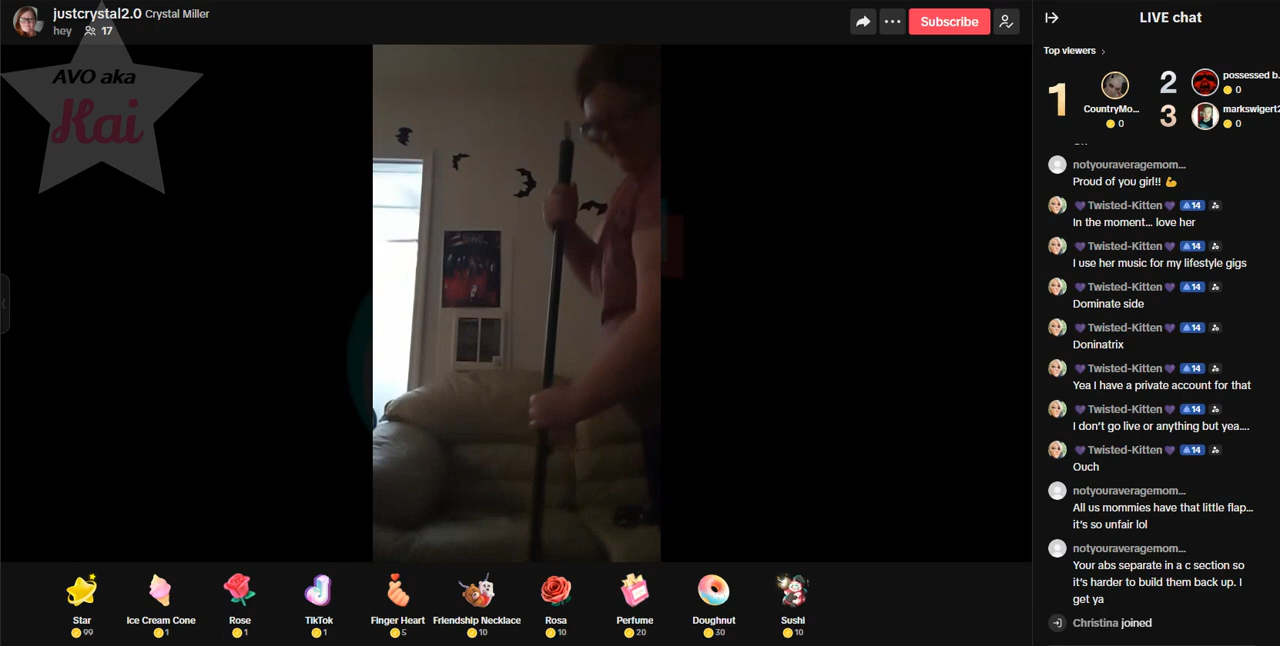 justcrystal2.0 Crystal Miller
hey 17
AVO aka
Kai
Subscribe
LIVE chat
Top viewers
1
CountryMo...
0
2
possessed b...
0
3
markswigert2
0
notyouraveragemom...
Proud of you girl!! 💪
💜 Twisted-Kitten 💜 14
In the moment... love her
💜 Twisted-Kitten 💜 14
I use her music for my lifestyle gigs
💜 Twisted-Kitten 💜 14
Dominate side
💜 Twisted-Kitten 💜 14
Doninatrix
💜 Twisted-Kitten 💜 14
Yea I have a private account for that
💜 Twisted-Kitten 💜 14
I don't go live or anything but yea....
💜 Twisted-Kitten 💜 14
Ouch
notyouraveragemom...
All us mommies have that little flap...
it's so unfair lol
notyouraveragemom...
Your abs separate in a c section so
it's harder to build them back up. I
get ya
Christina joined
Star
99
Ice Cream Cone
1
Rose
1
TikTok
1
Finger Heart
5
Friendship Necklace
10
Rosa
10
Perfume
20
Doughnut
30
Sushi
10